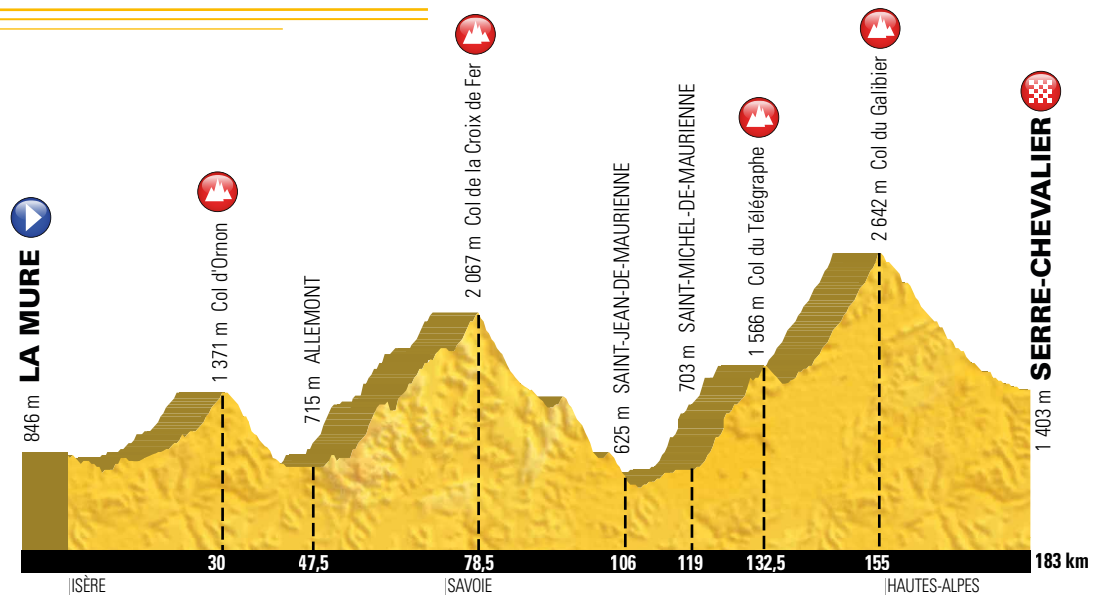 846 m LA MURE
1 371 m Col d'Ornon
715 m ALLEMONT
2 067 m Col de la Croix de Fer
625 m SAINT-JEAN-DE-MAURIENNE
703 m SAINT-MICHEL-DE-MAURIENNE
1 566 m Col du Télégraphe
2 642 m Col du Galibier
1 403 m SERRE-CHEVALIER
30 47,5 78,5 106 119 132,5 155 183 km
ISÈRE SAVOIE HAUTES-ALPES